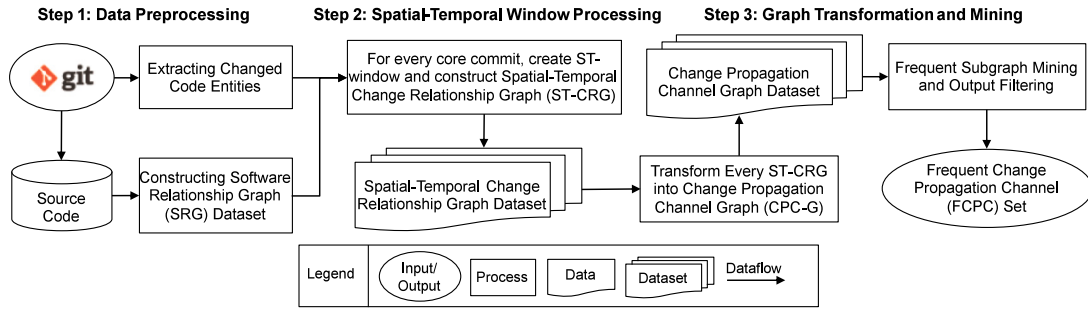 Step 1: Data Preprocessing
Step 2: Spatial-Temporal Window Processing
Step 3: Graph Transformation and Mining
git
Extracting Changed
Code Entities
Source
Code
Constructing Software
Relationship Graph
(SRG) Dataset
For every core commit, create ST-
window and construct Spatial-Temporal
Change Relationship Graph (ST-CRG)
Spatial-Temporal Change
Relationship Graph Dataset
Transform Every ST-CRG
into Change Propagation
Channel Graph (CPC-G)
Change Propagation
Channel Graph Dataset
Frequent Subgraph Mining
and Output Filtering
Frequent Change
Propagation Channel
(FCPC) Set
Legend
Input/
Output
Process
Data
Dataset
Dataflow